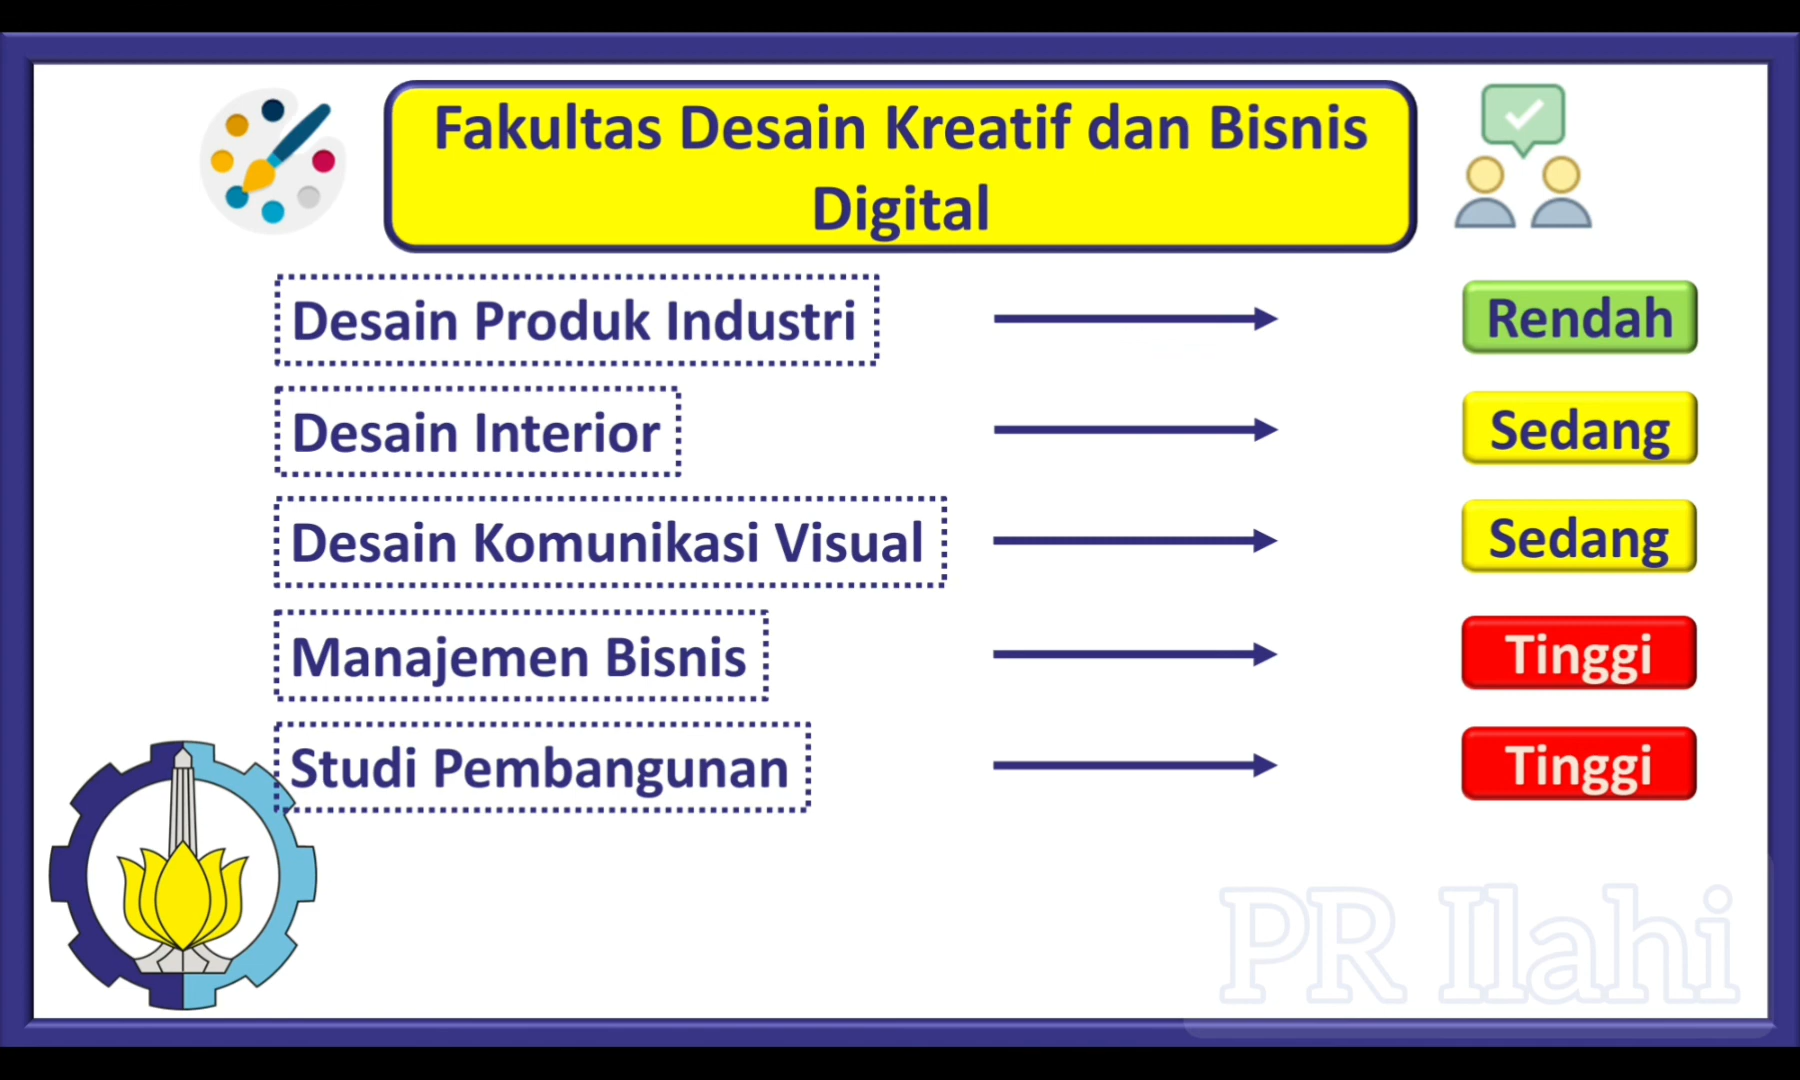 Fakultas Desain Kreatif dan Bisnis
Digital
Desain Produk Industri
Rendah
Desain Interior
Sedang
Desain Komunikasi Visual
Sedang
Manajemen Bisnis
Tinggi
Studi Pembangunan
Tinggi
PR Ilahi